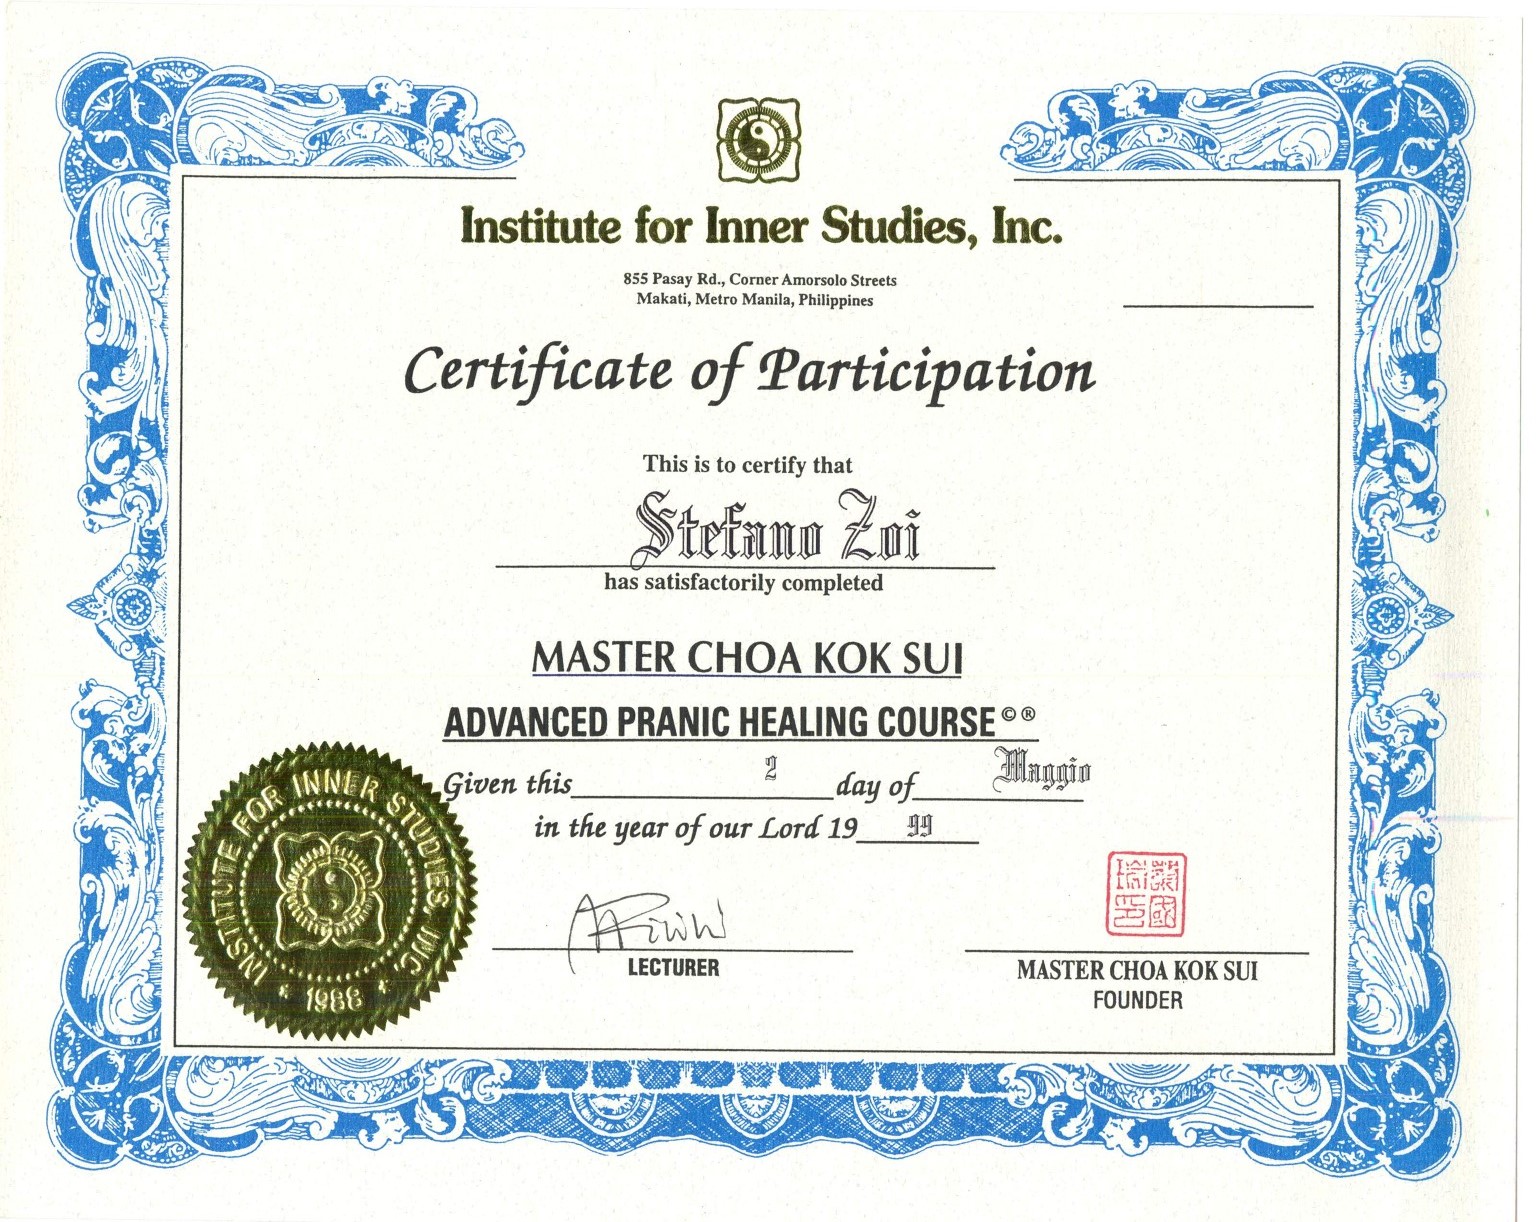 Institute for Inner Studies, Inc.
855 Pasay Rd., Corner Amorsolo Streets
Makati, Metro Manila, Philippines
Certificate of Participation
This is to certify that
Stefano Zoi
has satisfactorily completed
MASTER CHOA KOK SUI
ADVANCED PRANIC HEALING COURSE ©®
Given this 2 day of Maggio
in the year of our Lord 19 99
INSTITUTE FOR INNER STUDIES, INC.
* 1988 *
LECTURER
MASTER CHOA KOK SUI
FOUNDER